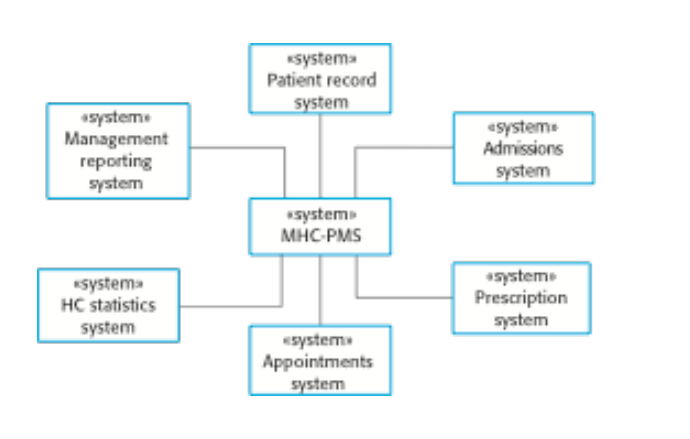 «system»
Patient record
system
«system»
Management
reporting
system
«system»
Admissions
system
«system»
MHC-PMS
«system»
HC statistics
system
«system»
Prescription
system
«system»
Appointments
system